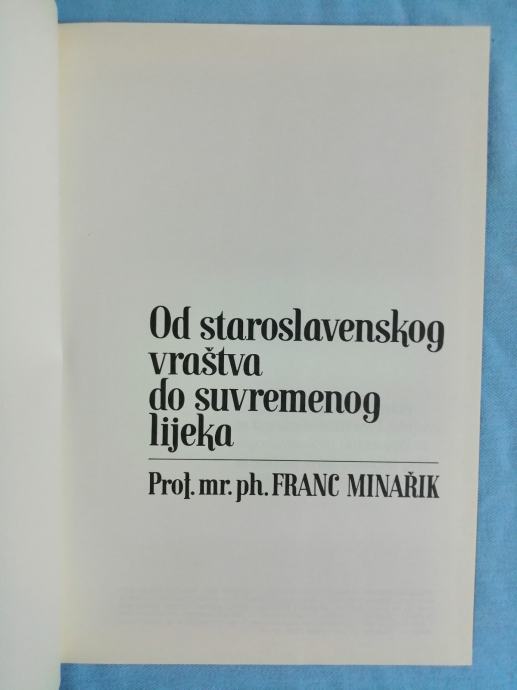 Od staroslavenskog
vraštva
do suvremenog
lijeka
Prof. mr. ph. FRANC MINAŘIK